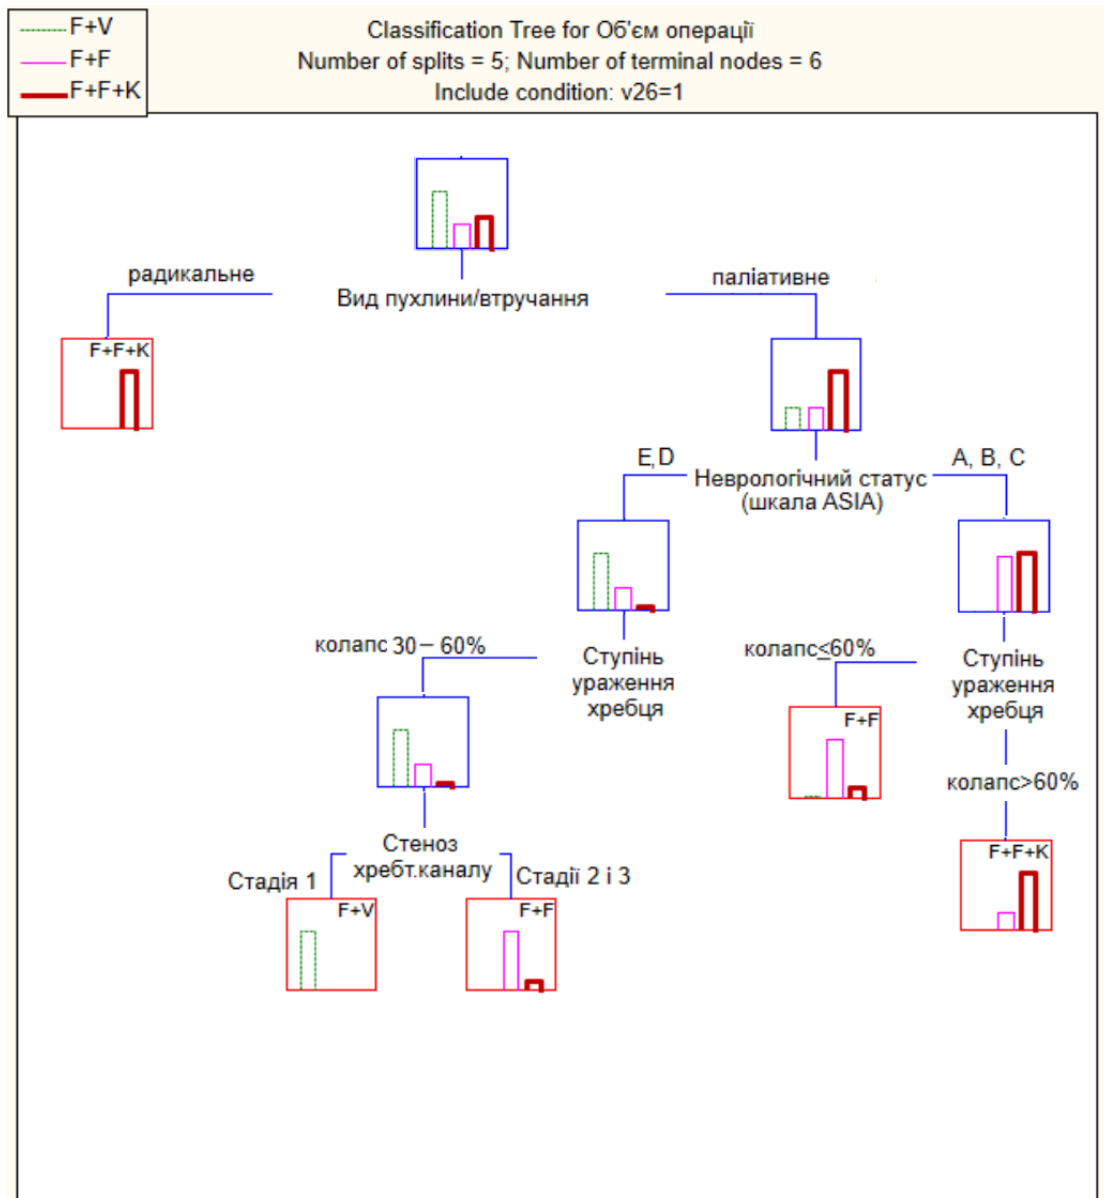 F+V
F+F
F+F+K
Classification Tree for Об'єм операції
Number of splits = 5; Number of terminal nodes = 6
Include condition: v26=1
радикальне
Вид пухлини/втручання
паліативне
F+F+K
E,D
Неврологічний статус
(шкала ASIA)
A, B, C
колапс 30 – 60%
Ступінь
ураження
хребця
колапс≤60%
Ступінь
ураження
хребця
F+F
колапс>60%
Стадія 1
Стеноз
хребт.каналу
Стадії 2 і 3
F+F+K
F+V
F+F